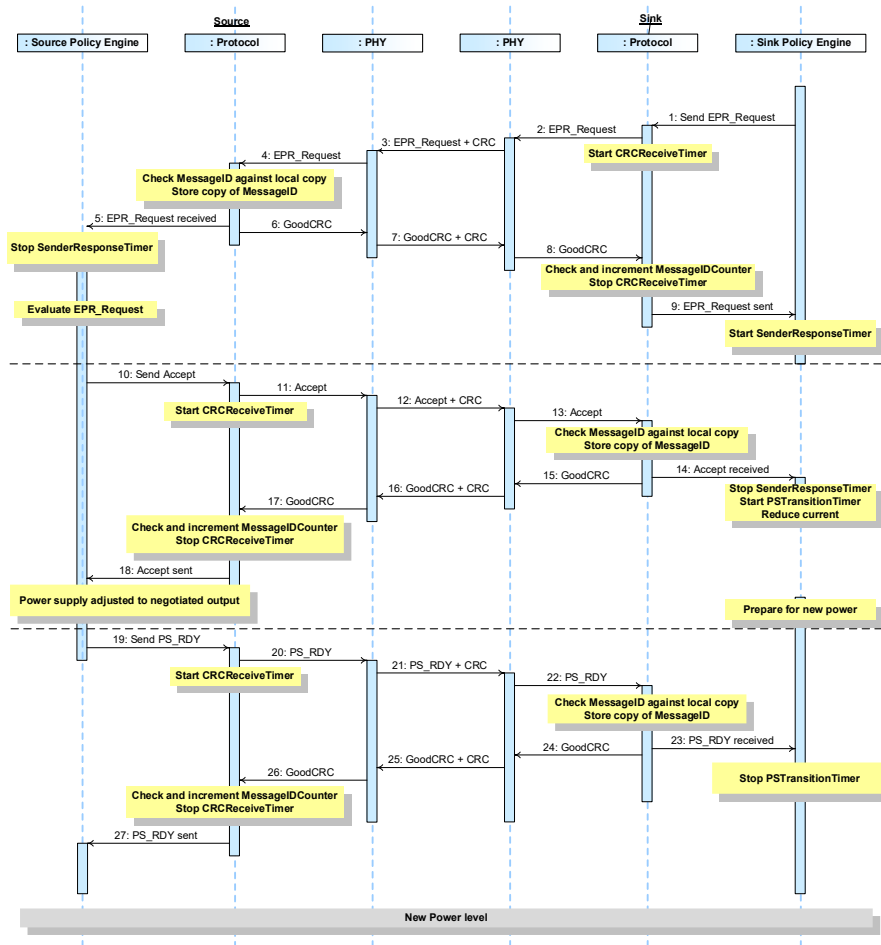 Source
Sink
: Source Policy Engine
: Protocol
: PHY
: PHY
: Protocol
: Sink Policy Engine
1: Send EPR_Request
2: EPR_Request
3: EPR_Request + CRC
Start CRCReceiveTimer
4: EPR_Request
Check MessageID against local copy
Store copy of MessageID
5: EPR_Request received
6: GoodCRC
Stop SenderResponseTimer
7: GoodCRC + CRC
8: GoodCRC
Check and increment MessageIDCounter
Stop CRCReceiveTimer
Evaluate EPR_Request
9: EPR_Request sent
Start SenderResponseTimer
10: Send Accept
11: Accept
Start CRCReceiveTimer
12: Accept + CRC
13: Accept
Check MessageID against local copy
Store copy of MessageID
14: Accept received
15: GoodCRC
16: GoodCRC + CRC
17: GoodCRC
Stop SenderResponseTimer
Start PSTransitionTimer
Reduce current
Check and increment MessageIDCounter
Stop CRCReceiveTimer
18: Accept sent
Power supply adjusted to negotiated output
Prepare for new power
19: Send PS_RDY
20: PS_RDY
Start CRCReceiveTimer
21: PS_RDY + CRC
22: PS_RDY
Check MessageID against local copy
Store copy of MessageID
23: PS_RDY received
24: GoodCRC
25: GoodCRC + CRC
26: GoodCRC
Stop PSTransitionTimer
Check and increment MessageIDCounter
Stop CRCReceiveTimer
27: PS_RDY sent
New Power level